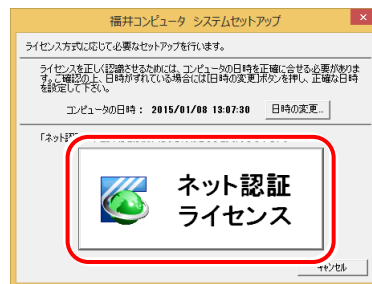 福井コンピュータ システムセットアップ
ライセンス方式に応じて必要なセットアップを行います。
ライセンスを正しく認識させるためには、コンピュータの日時を正確に合せる必要がありま
す。ご確認の上、日時がずれている場合には[日時の変更]ボタンを押し、正確な日時
を設定して下さい。
コンピュータの日時： 2015/01/08 13:07:30 日時の変更...
「ネット認
ネット認証
ライセンス
キャンセル